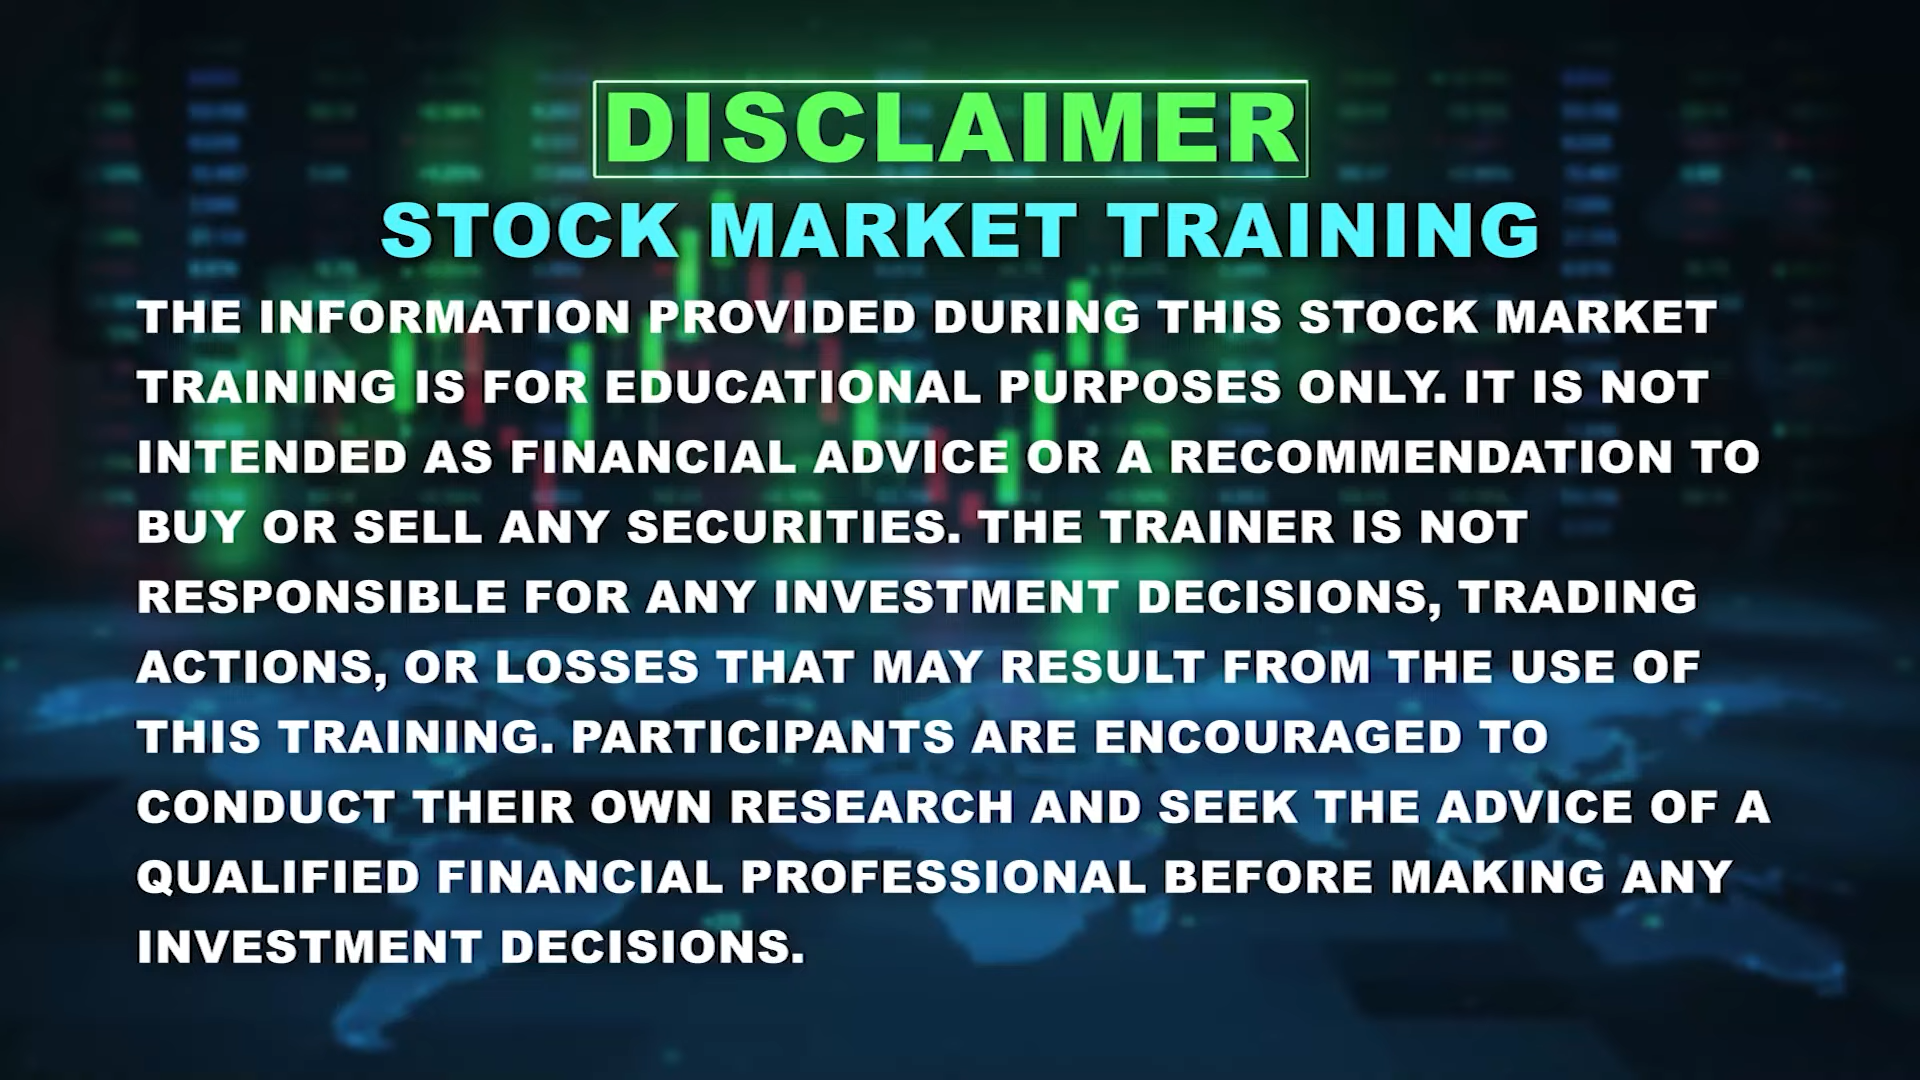 DISCLAIMER
STOCK MARKET TRAINING
THE INFORMATION PROVIDED DURING THIS STOCK MARKET
TRAINING IS FOR EDUCATIONAL PURPOSES ONLY. IT IS NOT
INTENDED AS FINANCIAL ADVICE OR A RECOMMENDATION TO
BUY OR SELL ANY SECURITIES. THE TRAINER IS NOT
RESPONSIBLE FOR ANY INVESTMENT DECISIONS, TRADING
ACTIONS, OR LOSSES THAT MAY RESULT FROM THE USE OF
THIS TRAINING. PARTICIPANTS ARE ENCOURAGED TO
CONDUCT THEIR OWN RESEARCH AND SEEK THE ADVICE OF A
QUALIFIED FINANCIAL PROFESSIONAL BEFORE MAKING ANY
INVESTMENT DECISIONS.